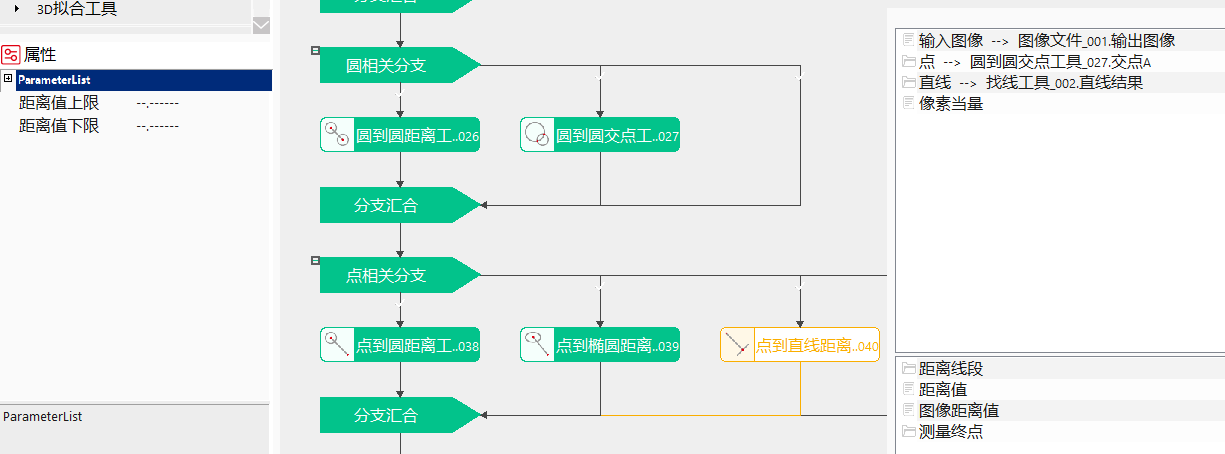 3D拟合工具
属性
ParameterList
距离值上限 --.------
距离值下限 --.------
ParameterList
分支汇合
圆相关分支
圆到圆距离工..026
圆到圆交点工..027
分支汇合
点相关分支
点到圆距离工..038
点到椭圆距离..039
点到直线距离..040
分支汇合
输入图像 --> 图像文件_001.输出图像
点 --> 圆到圆交点工具_027.交点A
直线 --> 找线工具_002.直线结果
像素当量
距离线段
距离值
图像距离值
测量终点